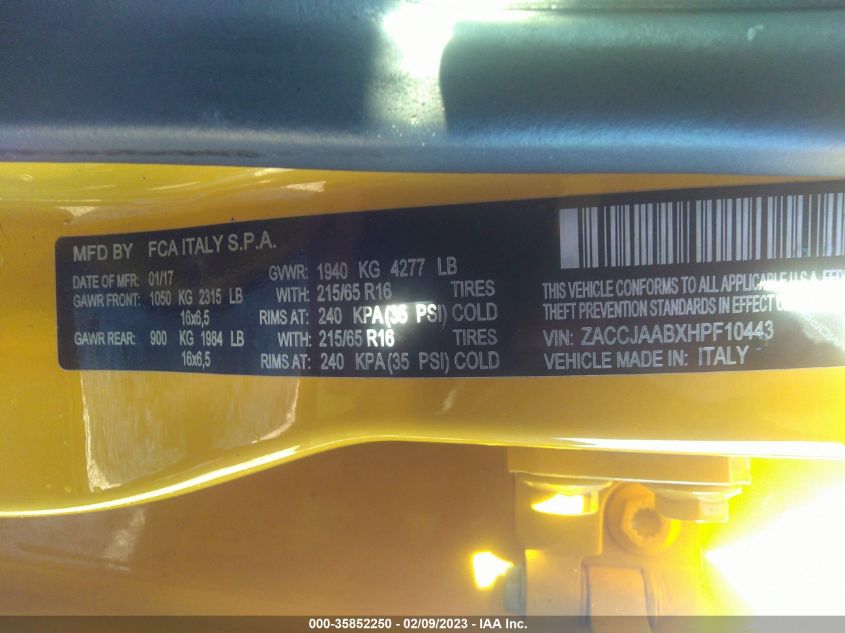 MFD BY FCA ITALY S.P.A.
DATE OF MFR: 01/17 GVWR: 1940 KG 4277 LB
GAWR FRONT: 1050 KG 2315 LB WITH: 215/65 R16 TIRES
16x6,5 RIMS AT: 240 KPA(35 PSI) COLD
GAWR REAR: 900 KG 1984 LB WITH: 215/65 R16 TIRES
16x6,5 RIMS AT: 240 KPA(35 PSI) COLD
THIS VEHICLE CONFORMS TO ALL APPLICABLE U.S.A. FED
THEFT PREVENTION STANDARDS IN EFFECT
VIN: ZACCJAABXHPF10443
VEHICLE MADE IN: ITALY
000-35852250 - 02/09/2023 - IAA Inc.